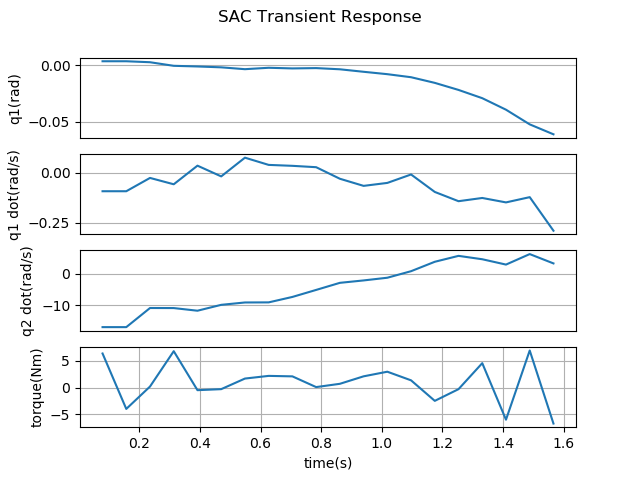 SAC Transient Response
q1(rad)
0.00
−0.05
q1 dot(rad/s)
0.00
−0.25
q2 dot(rad/s)
0
−10
torque(Nm)
5
0
−5
0.2 0.4 0.6 0.8 1.0 1.2 1.4 1.6
time(s)